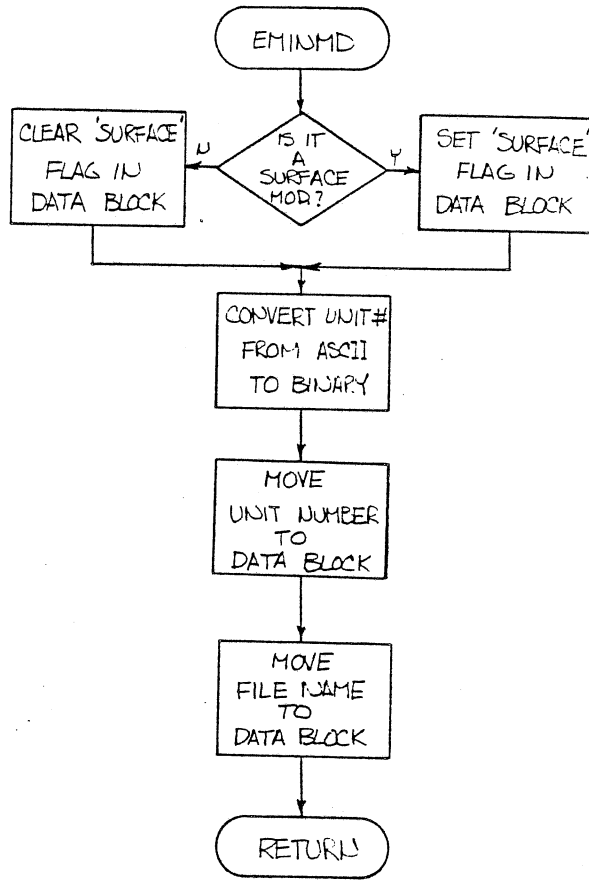 EMINMD
IS IT
A
SURFACE
MOD?
N
Y
CLEAR 'SURFACE'
FLAG IN
DATA BLOCK
SET 'SURFACE'
FLAG IN
DATA BLOCK
CONVERT UNIT#
FROM ASCII
TO BINARY
MOVE
UNIT NUMBER
TO
DATA BLOCK
MOVE
FILE NAME
TO
DATA BLOCK
RETURN